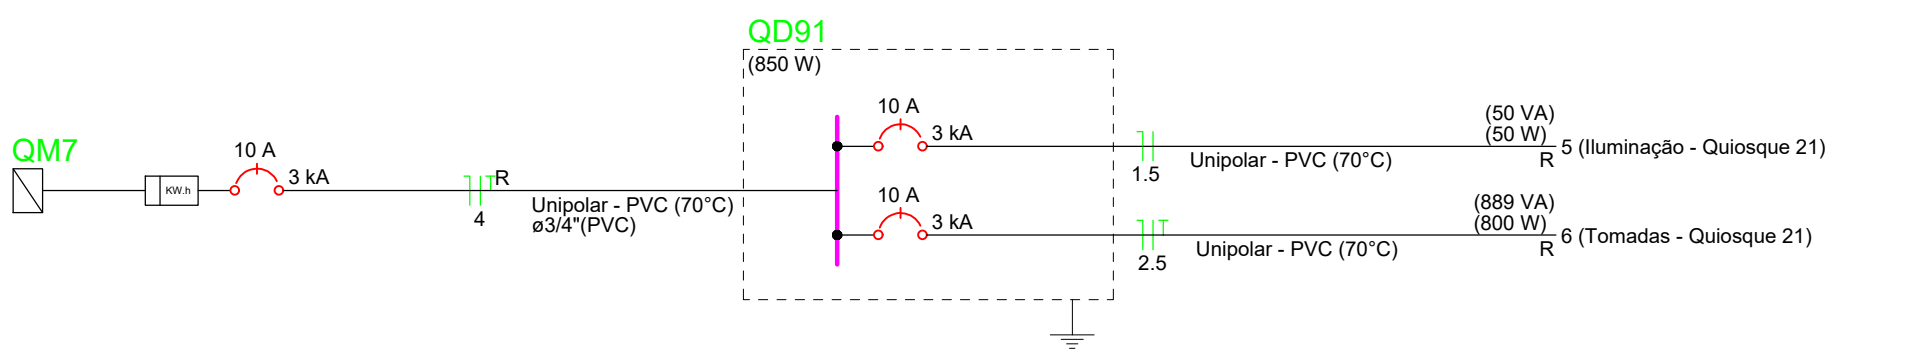 QM7
KW.h
10 A
3 kA
R
4
Unipolar - PVC (70°C)
ø3/4"(PVC)
QD91
(850 W)
10 A
3 kA
1.5
Unipolar - PVC (70°C)
(50 VA)
(50 W)
R
5 (Iluminação - Quiosque 21)
10 A
3 kA
2.5
Unipolar - PVC (70°C)
(889 VA)
(800 W)
R
6 (Tomadas - Quiosque 21)